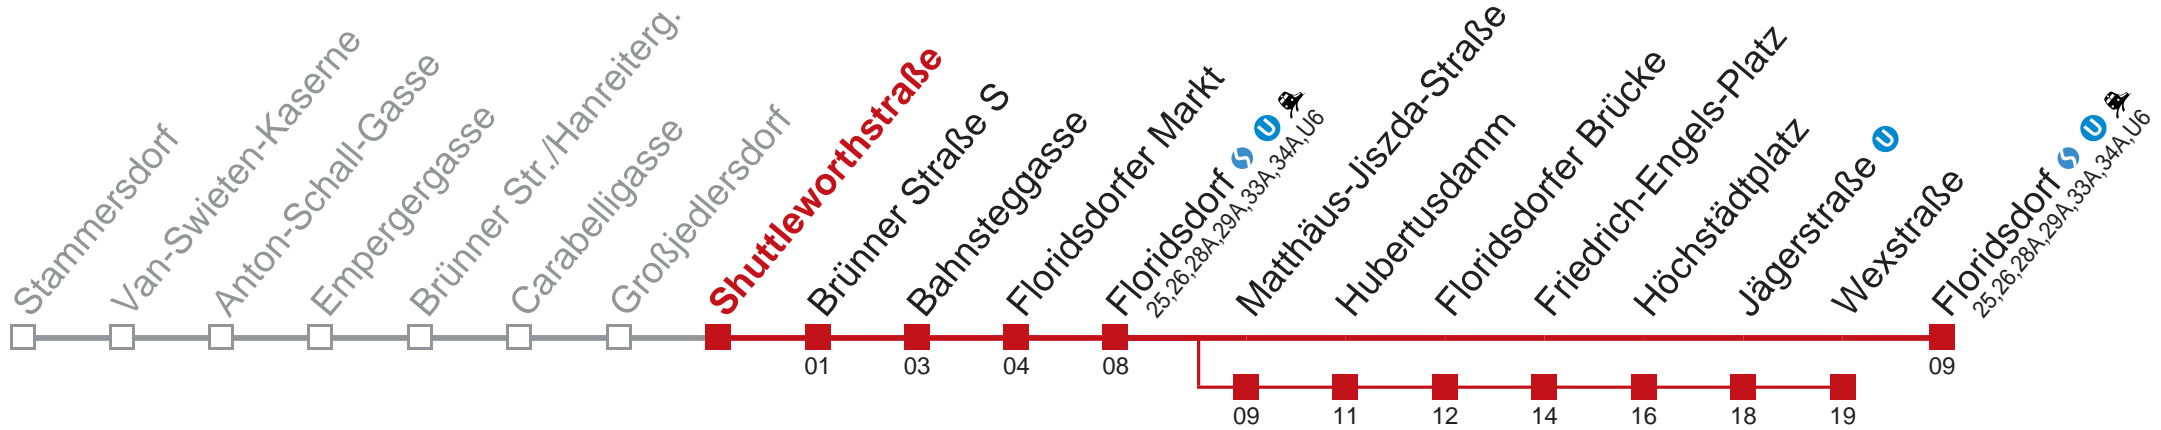 Stammersdorf
Van-Swieten-Kaserne
Anton-Schall-Gasse
Empergergasse
Brünner Str./Hanreiterg.
Carabelligasse
Großjedlersdorf
Shuttleworthstraße
Brünner Straße S
Bahnsteggasse
Floridsdorfer Markt
Floridsdorf U
25,26,28A,29A,33A,34A,U6
Matthäus-Jiszda-Straße
Hubertusdamm
Floridsdorfer Brücke
Friedrich-Engels-Platz
Höchstädtplatz
Jägerstraße U
Wexstraße
Floridsdorf U
25,26,28A,29A,33A,34A,U6
01 03 04 08 09
09 11 12 14 16 18 19